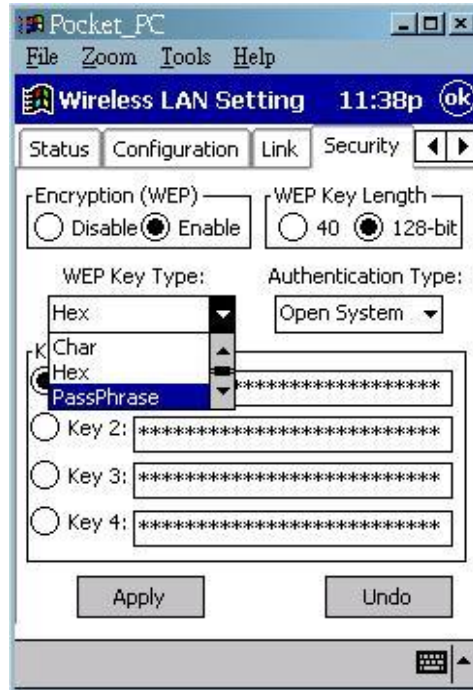 Pocket_PC
File Zoom Tools Help
Wireless LAN Setting 11:38p ok
Status Configuration Link Security
Encryption (WEP) WEP Key Length
Disable Enable 40 128-bit
WEP Key Type: Authentication Type:
Hex Open System
K
Char
Hex
PassPhrase ******************
Key 2: **************************
Key 3: **************************
Key 4: **************************
Apply Undo